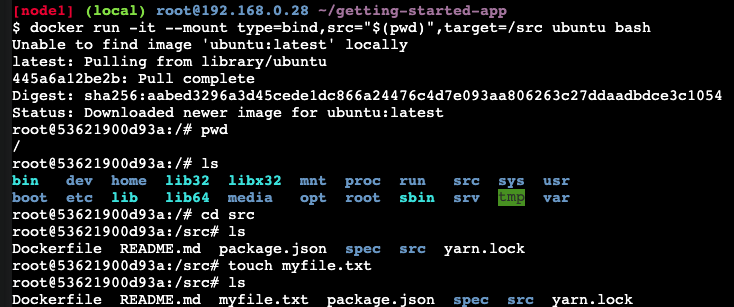 [node1] (local) root@192.168.0.28 ~/getting-started-app
$ docker run -it --mount type=bind,src="$(pwd)",target=/src ubuntu bash
Unable to find image 'ubuntu:latest' locally
latest: Pulling from library/ubuntu
445a6a12be2b: Pull complete
Digest: sha256:aabed3296a3d45cede1dc866a24476c4d7e093aa806263c27ddaadbdce3c1054
Status: Downloaded newer image for ubuntu:latest
root@53621900d93a:/# pwd
/
root@53621900d93a:/# ls
bin dev home lib32 libx32 mnt proc run src sys usr
boot etc lib lib64 media opt root sbin srv tmp var
root@53621900d93a:/# cd src
root@53621900d93a:/src# ls
Dockerfile README.md package.json spec src yarn.lock
root@53621900d93a:/src# touch myfile.txt
root@53621900d93a:/src# ls
Dockerfile README.md myfile.txt package.json spec src yarn.lock